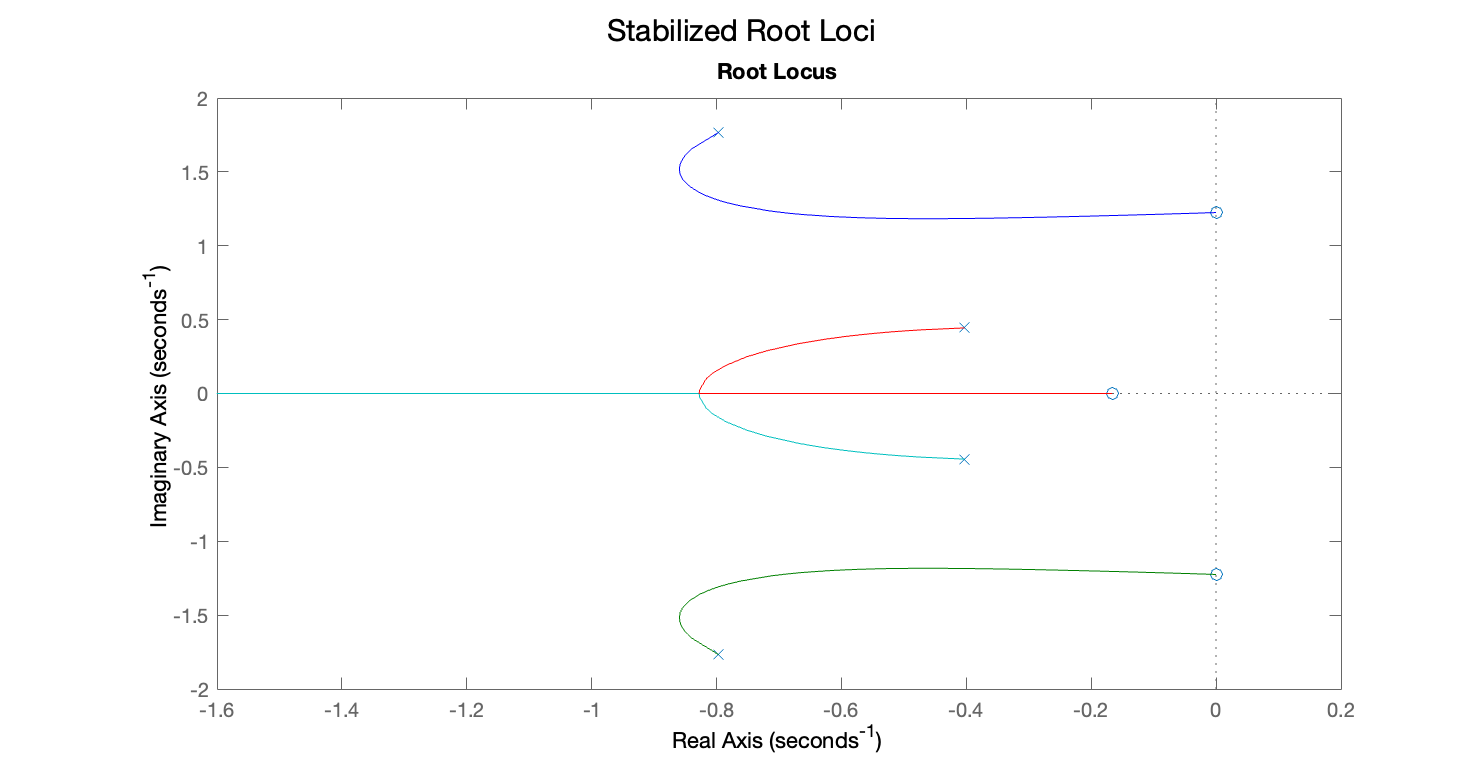 Stabilized Root Loci
Root Locus
2
1.5
1
0.5
0
-0.5
-1
-1.5
-2
Imaginary Axis (seconds⁻¹)
-1.6 -1.4 -1.2 -1 -0.8 -0.6 -0.4 -0.2 0 0.2
Real Axis (seconds⁻¹)